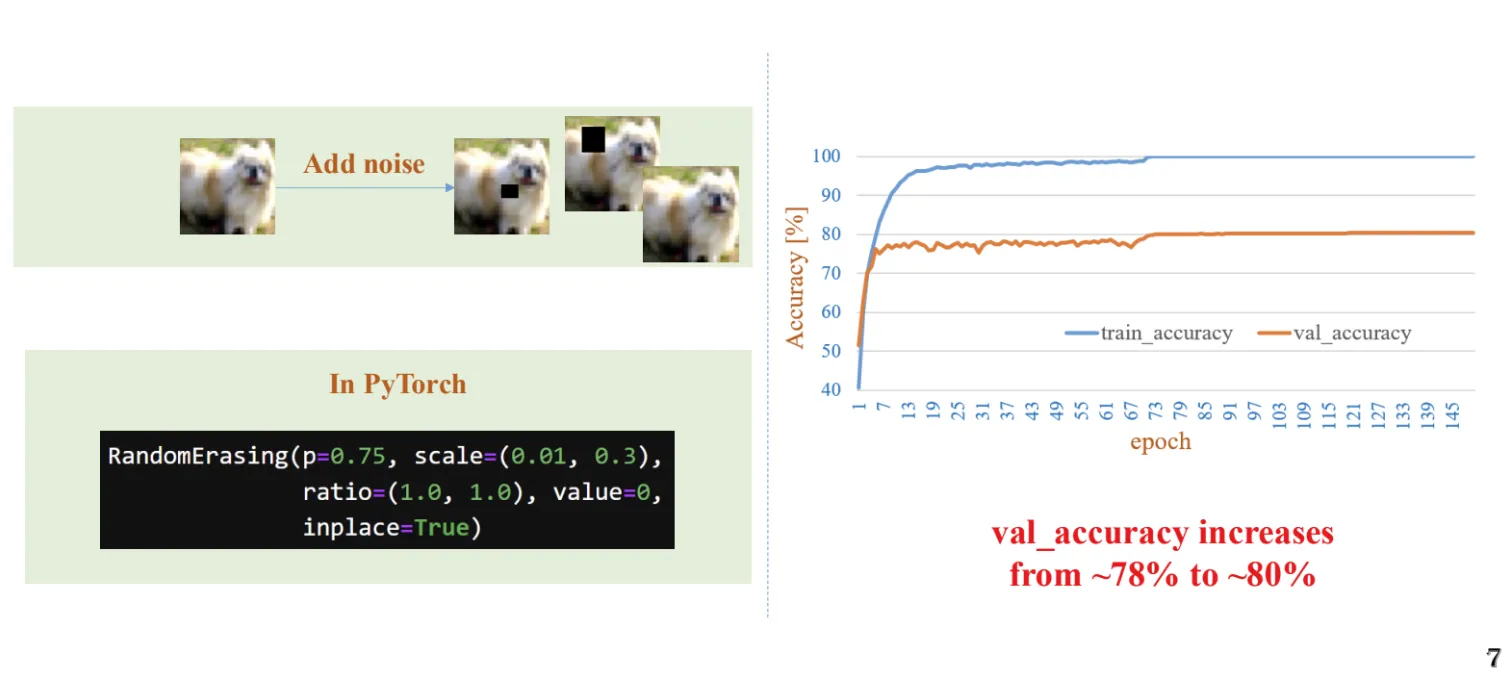 Add noise
In PyTorch
RandomErasing(p=0.75, scale=(0.01, 0.3),
ratio=(1.0, 1.0), value=0,
inplace=True)
100
90
80
70
60
50
40
Accuracy [%]
train_accuracy
val_accuracy
1 7 13 19 25 31 37 43 49 55 61 67 73 79 85 91 97 103 109 115 121 127 133 139 145
epoch
val_accuracy increases
from ~78% to ~80%
7